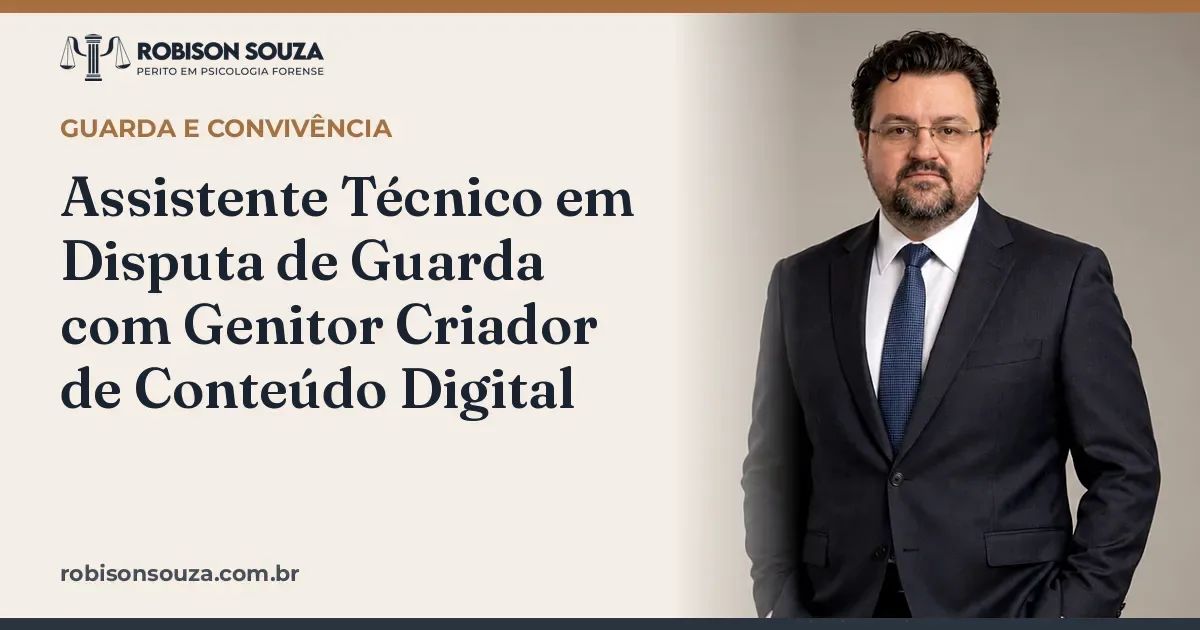 ROBISON SOUZA
PERITO EM PSICOLOGIA FORENSE
GUARDA E CONVIVÊNCIA
Assistente Técnico em
Disputa de Guarda
com Genitor Criador
de Conteúdo Digital
robisonsouza.com.br